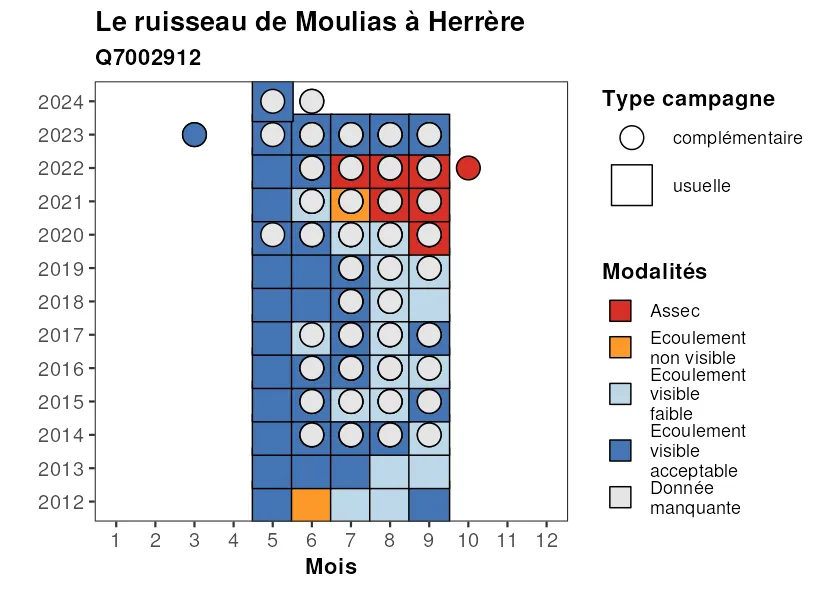 Le ruisseau de Moulias à Herrère
Q7002912
2024
2023
2022
2021
2020
2019
2018
2017
2016
2015
2014
2013
2012
1 2 3 4 5 6 7 8 9 10 11 12
Mois
Type campagne
complémentaire
usuelle
Modalités
Assec
Ecoulement
non visible
Ecoulement
visible
faible
Ecoulement
visible
acceptable
Donnée
manquante